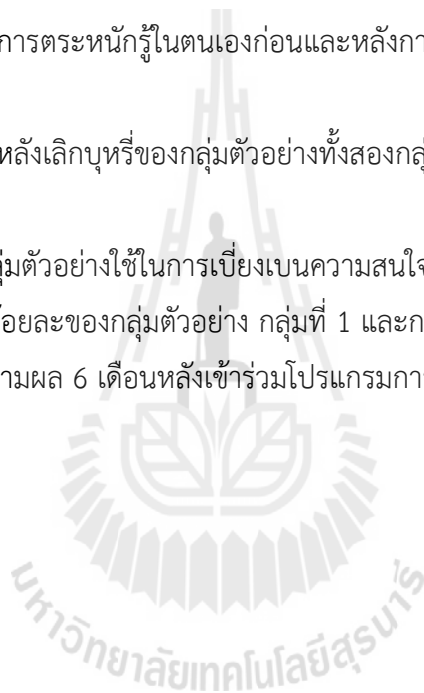 การตระหนักรู้ในตนเองก่อนและหลังกา
หลังเลิกบุหรี่ของกลุ่มตัวอย่างทั้งสองกลุ่
ลุ่มตัวอย่างใช้ในการเบี่ยงเบนความสนใจ
้อยละของกลุ่มตัวอย่าง กลุ่มที่ 1 และก
ามผล 6 เดือนหลังเข้าร่วมโปรแกรมกา
มหาวิทยาลัยเทคโนโลยีสุรนารี